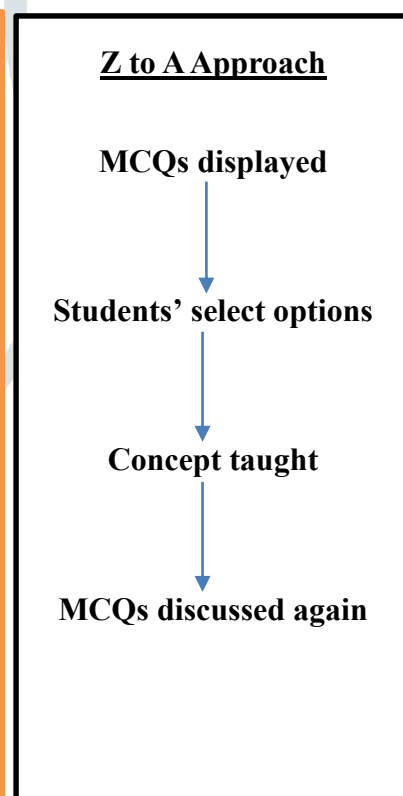 Z to A Approach
MCQs displayed
Students’ select options
Concept taught
MCQs discussed again